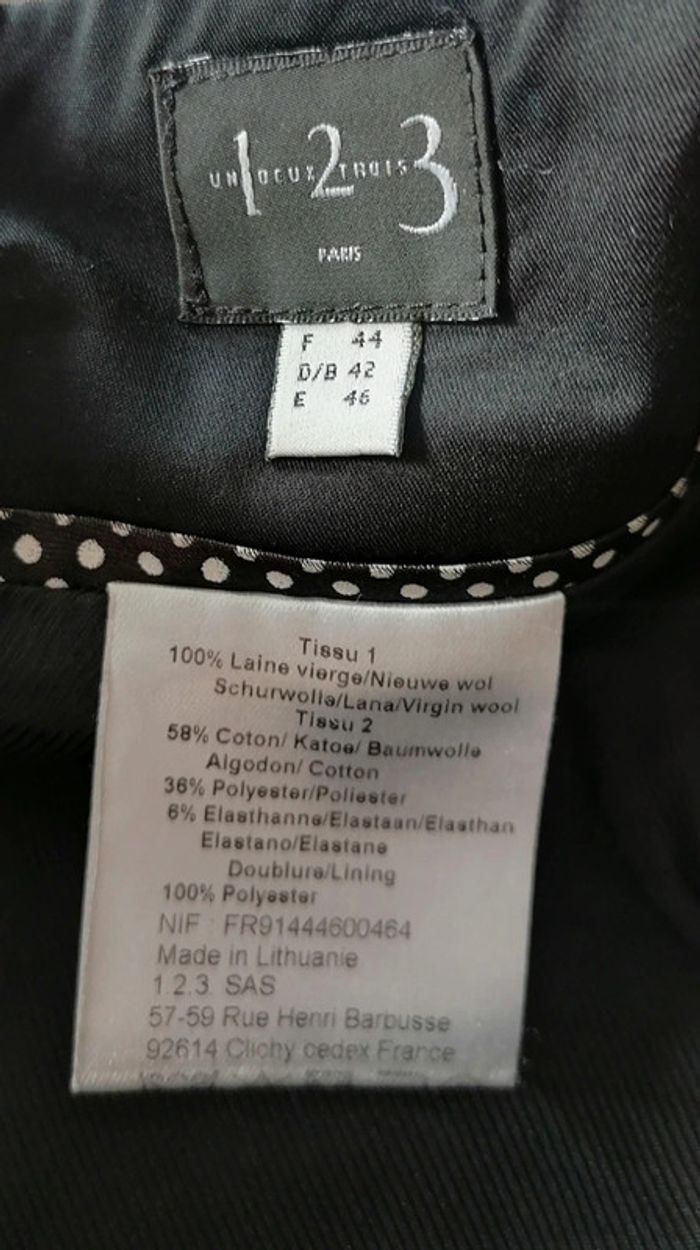 UN DEUX TROIS
1 2 3
PARIS
F 44
D/B 42
E 46
Tissu 1
100% Laine vierge/Nieuwe wol
Schurwolle/Lana/Virgin wool
Tissu 2
58% Coton/ Katoe/ Baumwolle
Algodon/ Cotton
36% Polyester/Poliester
6% Elasthanne/Elastaan/Elasthan
Elastano/Elastane
Doublure/Lining
100% Polyester
NIF : FR91444600464
Made in Lithuanie
1.2.3. SAS
57-59 Rue Henri Barbusse
92614 Clichy cedex France